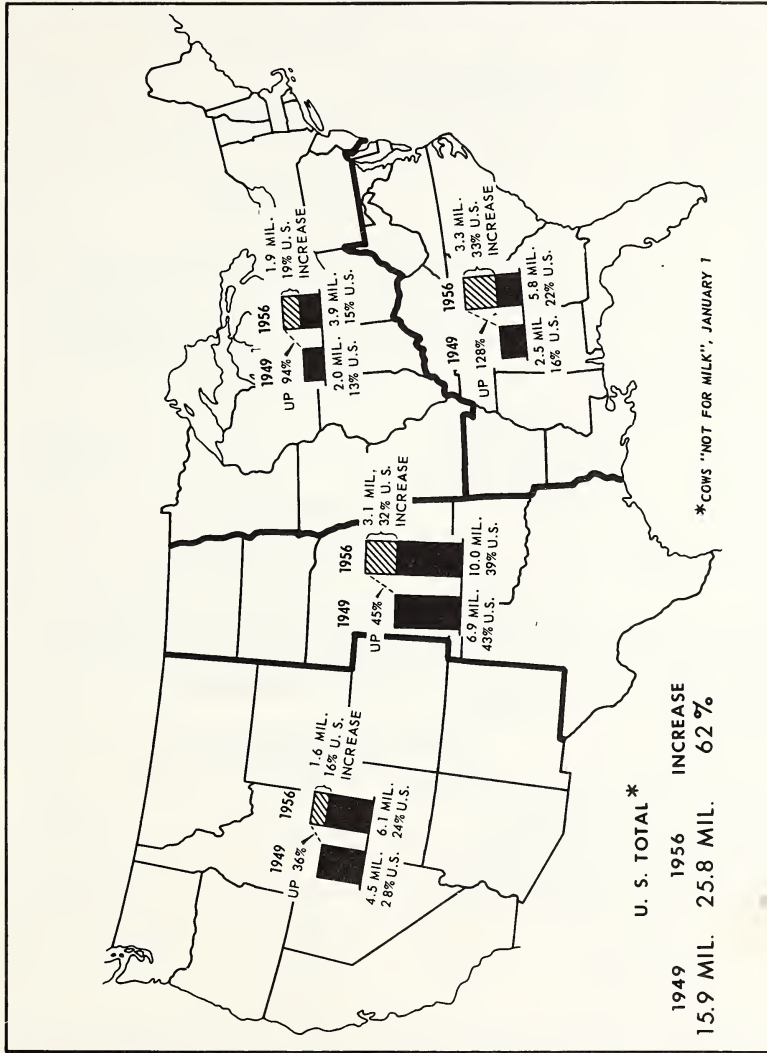 1949
1956
UP 36%
1.6 MIL.
16% U. S.
INCREASE
4.5 MIL.
28% U.S.
6.1 MIL.
24% U.S.
1949
1956
UP 45%
3.1 MIL,
32% U. S.
INCREASE
6.9 MIL.
43% U.S.
10.0 MIL.
39% U.S.
1949
1956
UP 94%
1.9 MIL.
19% U.S.
INCREASE
2.0 MIL.
13% U.S.
3.9 MIL.
15% U.S.
1949
1956
UP 128%
3.3 MIL.
33% U.S.
INCREASE
2.5 MIL
16% U.S.
5.8 MIL.
22% U.S.
U. S. TOTAL*
1949 1956 INCREASE
15.9 MIL. 25.8 MIL. 62%
*COWS "NOT FOR MILK", JANUARY 1